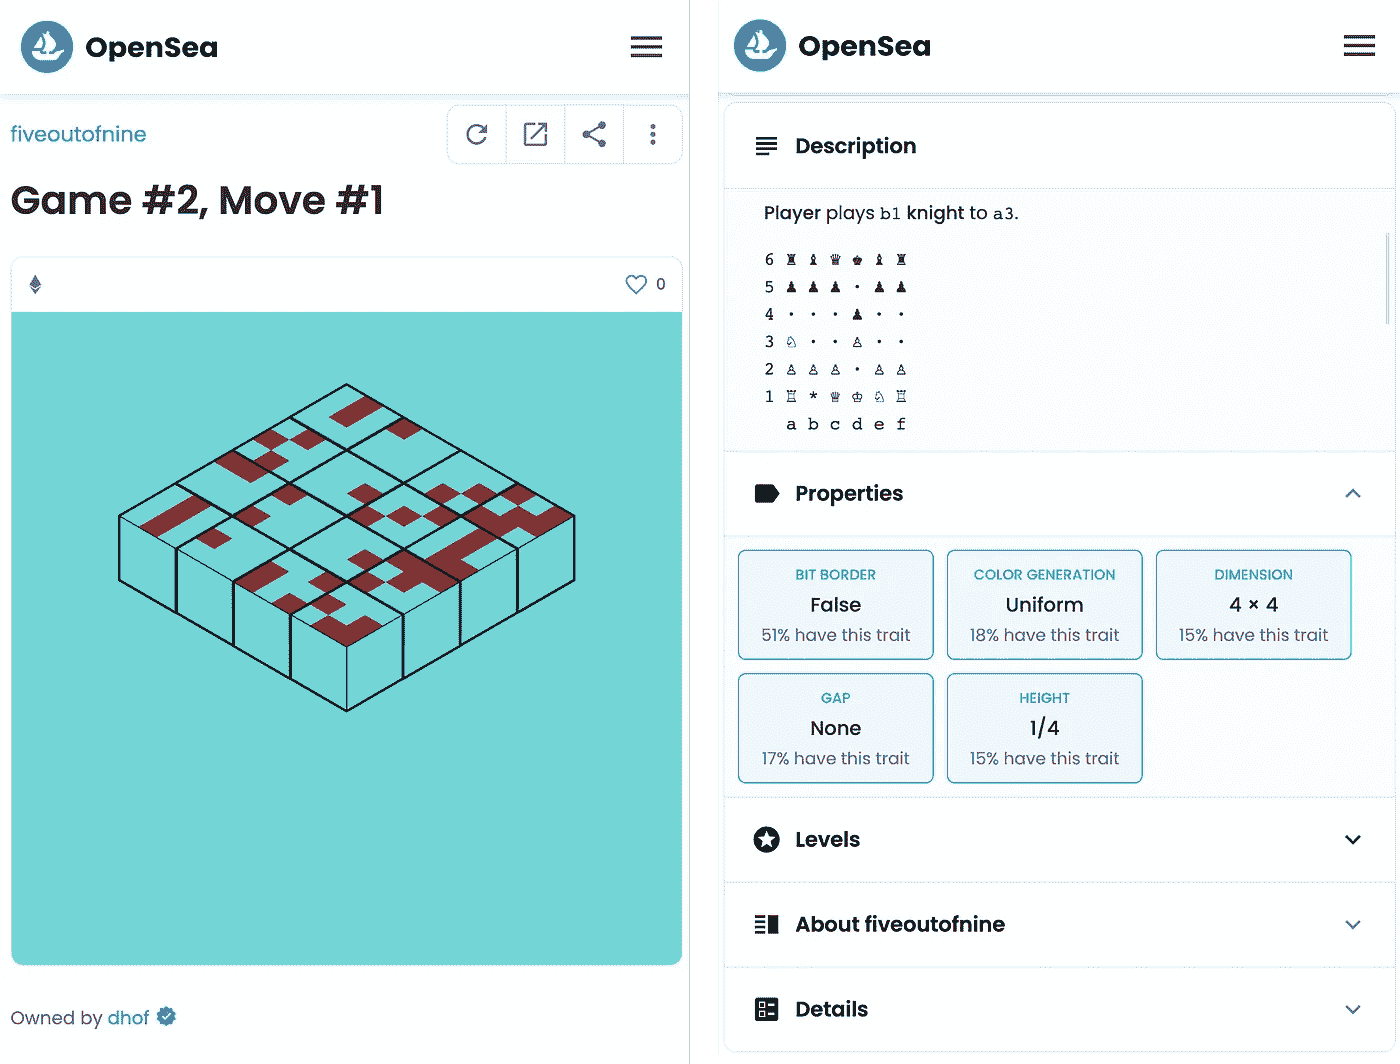 OpenSea
fiveoutofnine
Game #2, Move #1
0
Owned by dhof
OpenSea
Description
Player plays b1 knight to a3.
6 ♜ ♝ ♛ ♚ ♝ ♜
5 ♟ ♟ ♟ · ♟ ♟
4 · · · ♟ · ·
3 ♘ · · ♙ · ·
2 ♙ ♙ ♙ · ♙ ♙
1 ♖ * ♕ ♔ ♘ ♖
a b c d e f
Properties
BIT BORDER
False
51% have this trait
COLOR GENERATION
Uniform
18% have this trait
DIMENSION
4 × 4
15% have this trait
GAP
None
17% have this trait
HEIGHT
1/4
15% have this trait
Levels
About fiveoutofnine
Details